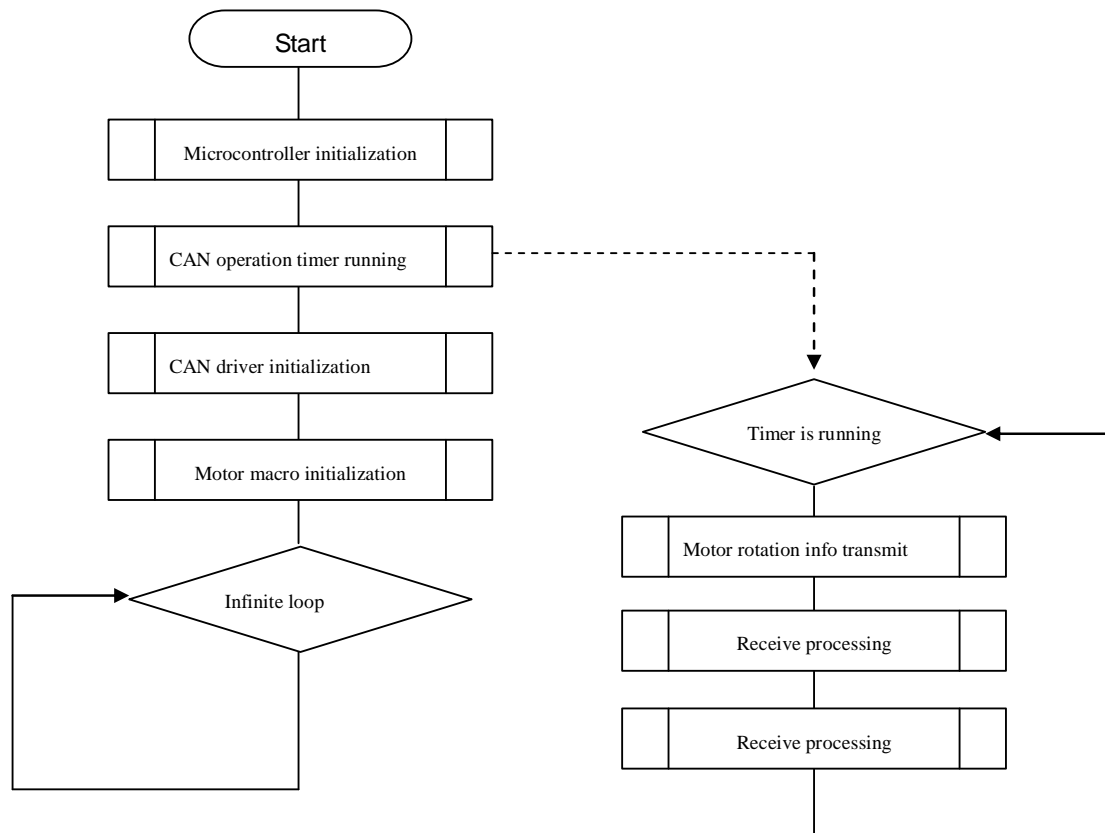 Start
Microcontroller initialization
CAN operation timer running
CAN driver initialization
Motor macro initialization
Infinite loop
Timer is running
Motor rotation info transmit
Receive processing
Receive processing